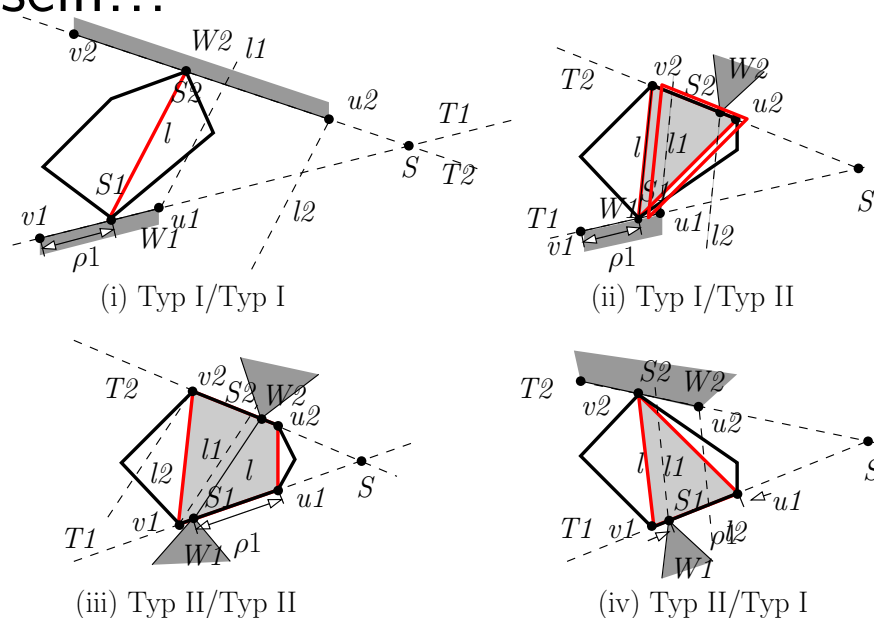 sein...
v2 W2 l1 u2 T1
S2 l S T2
S1 l2
v1 u1 W1
ρ1
(i) Typ I/Typ I
T2 v2 S2 W2 u2
l l1
S1 W1 u1 S
T1 v1 l2
ρ1
(ii) Typ I/Typ II
T2 v2 S2 W2 u2
l1
l2 l S
S1 u1
T1 v1 W1 ρ1
(iii) Typ II/Typ II
T2 S2 W2
v2 u2
l l1 S
S1 u1
T1 v1 ρ1 l2
W1
(iv) Typ II/Typ I